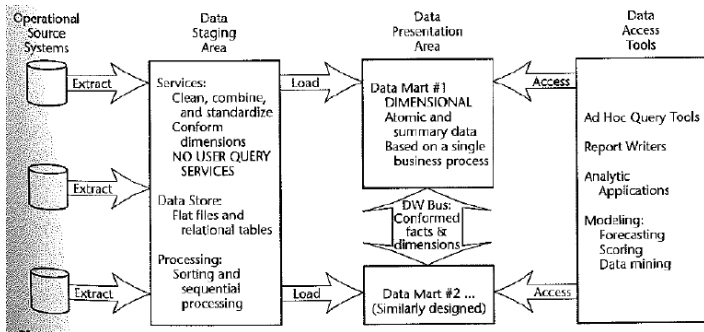 Operational
Source
Systems
Data
Staging
Area
Data
Presentation
Area
Data
Access
Tools
Extract
Extract
Extract
Services:
Clean, combine,
and standardize
Conform
dimensions
NO USER QUERY
SERVICES
Data Store:
Flat files and
relational tables
Processing:
Sorting and
sequential
processing
Load
Load
Data Mart #1
DIMENSIONAL
Atomic and
summary data
Based on a single
business process
DW Bus:
Conformed
facts &
dimensions
Data Mart #2 ...
(Similarly designed)
Access
Access
Ad Hoc Query Tools
Report Writers
Analytic
Applications
Modeling:
Forecasting
Scoring
Data mining